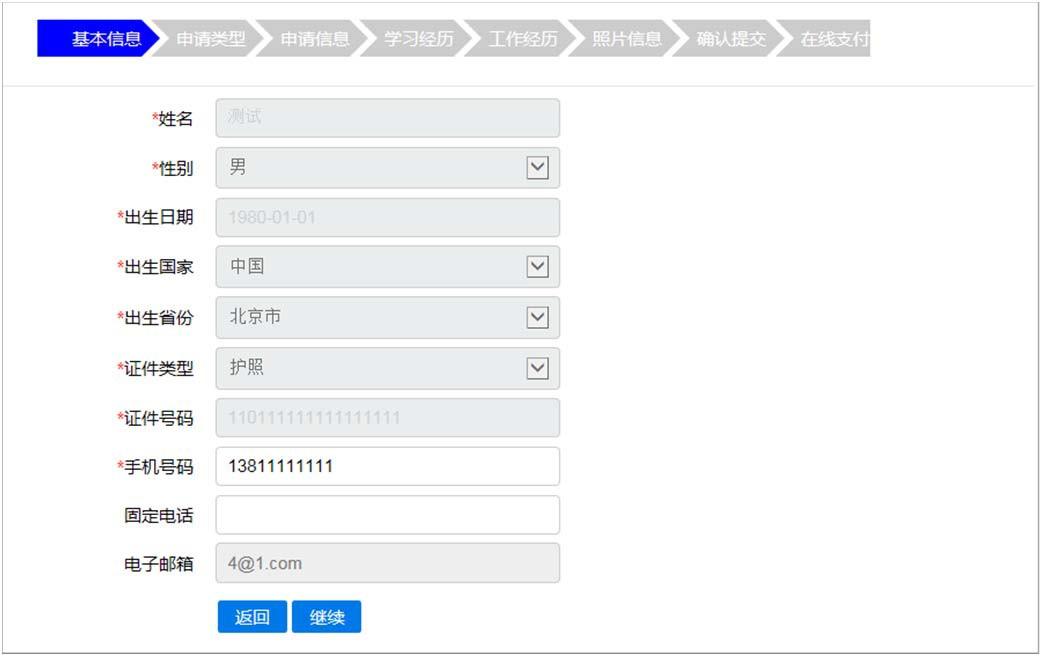 基本信息 申请类型 申请信息 学习经历 工作经历 照片信息 确认提交 在线支付
*姓名 测试
*性别 男
*出生日期 1980-01-01
*出生国家 中国
*出生省份 北京市
*证件类型 护照
*证件号码 110111111111111111
*手机号码 13811111111
固定电话
电子邮箱 4@1.com
返回 继续